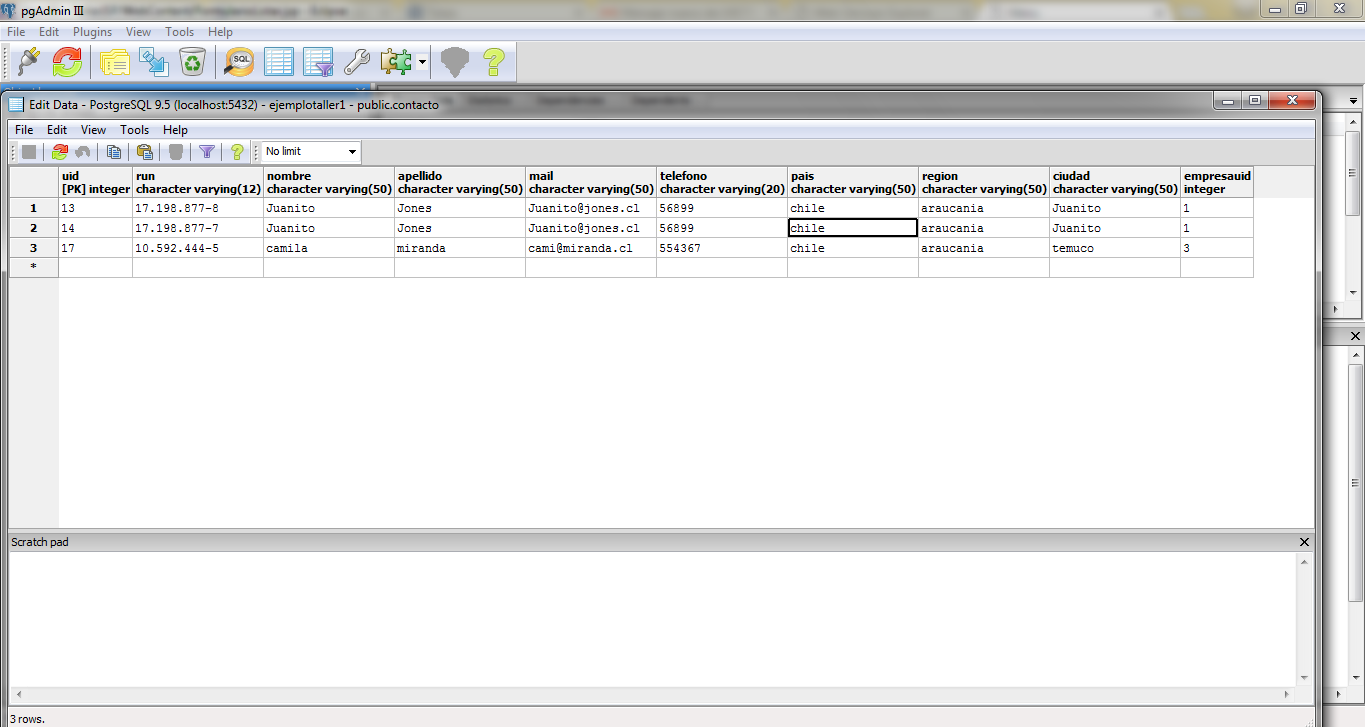 pgAdmin III
File Edit Plugins View Tools Help
SQL
Edit Data - PostgreSQL 9.5 (localhost:5432) - ejemplotaller1 - public.contacto
File Edit View Tools Help
No limit
uid run nombre apellido mail telefono pais region ciudad empresauid
[PK] integer character varying(12) character varying(50) character varying(50) character varying(50) character varying(20) character varying(50) character varying(50) character varying(50) integer
1 13 17.198.877-8 Juanito Jones Juanito@jones.cl 56899 chile araucania Juanito 1
2 14 17.198.877-7 Juanito Jones Juanito@jones.cl 56899 chile araucania Juanito 1
3 17 10.592.444-5 camila miranda cami@miranda.cl 554367 chile araucania temuco 3
*
Scratch pad
3 rows.